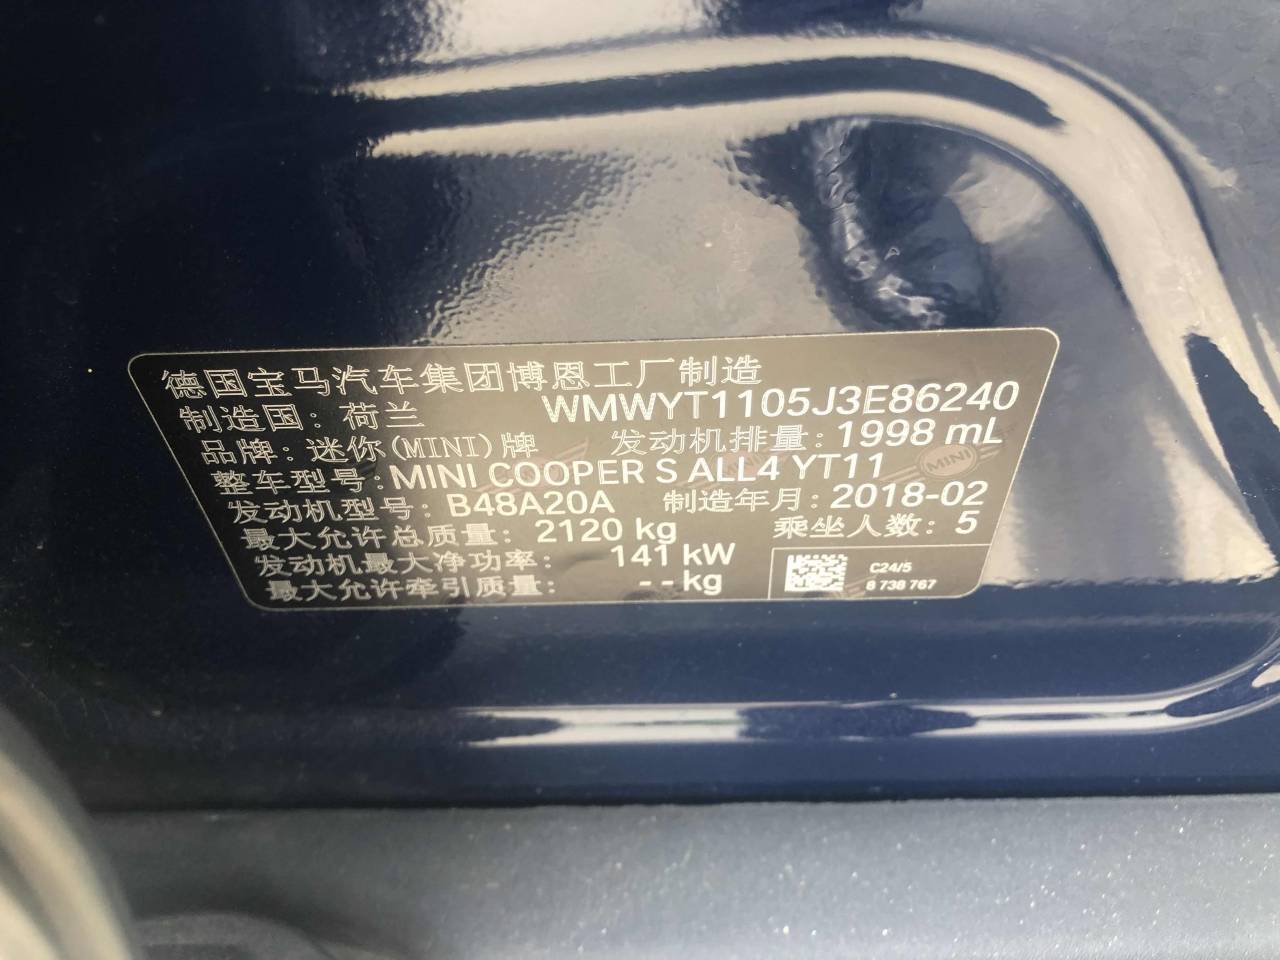 德国宝马汽车集团博恩工厂制造
制造国：荷兰 WMWYT1105J3E86240
品牌：迷你(MINI)牌 发动机排量：1998 mL
整车型号：MINI COOPER S ALL4 YT11
发动机型号：B48A20A 制造年月：2018-02
最大允许总质量：2120 kg 乘坐人数：5
发动机最大净功率：141 kW
最大允许牵引质量：- - kg
C24/5
8 738 767
MINI